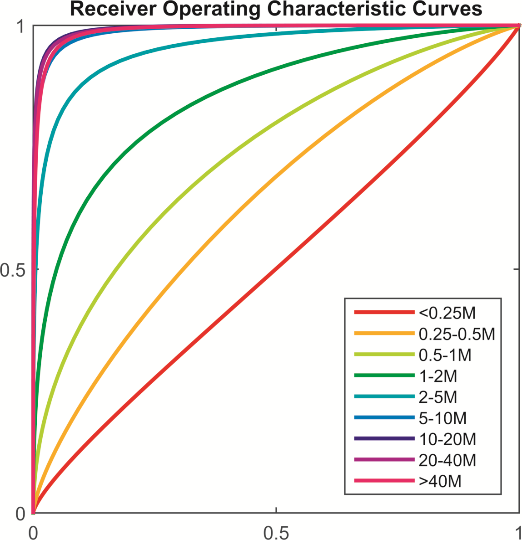 Receiver Operating Characteristic Curves
1
0.5
<0.25M
0.25-0.5M
0.5-1M
1-2M
2-5M
5-10M
10-20M
20-40M
>40M
0
0 0.5 1